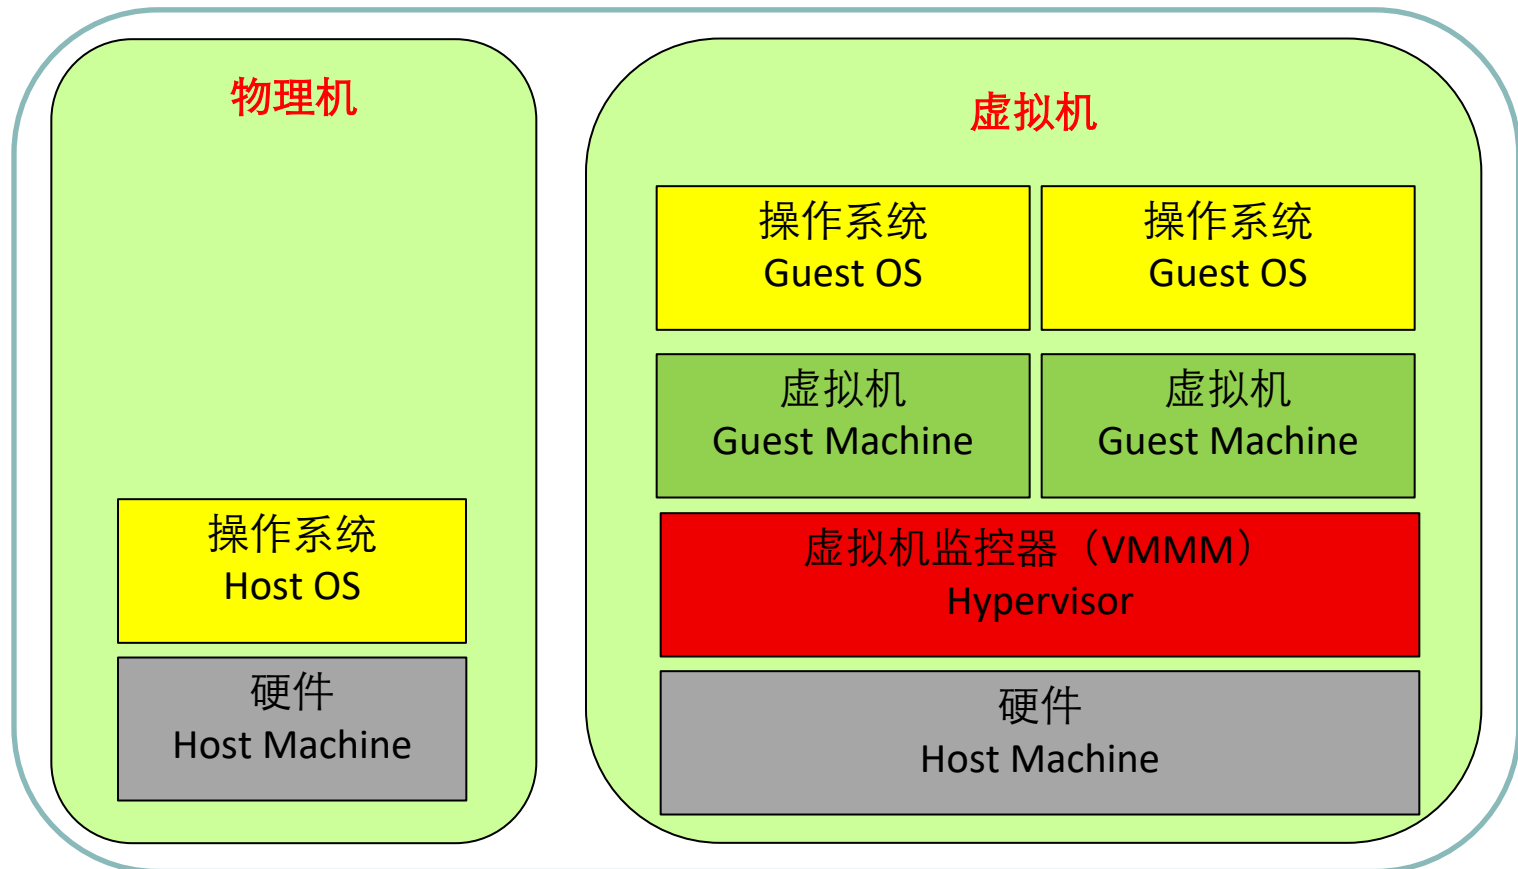 物理机
操作系统
Host OS
硬件
Host Machine
虚拟机
操作系统
Guest OS
操作系统
Guest OS
虚拟机
Guest Machine
虚拟机
Guest Machine
虚拟机监控器（VMMM）
Hypervisor
硬件
Host Machine